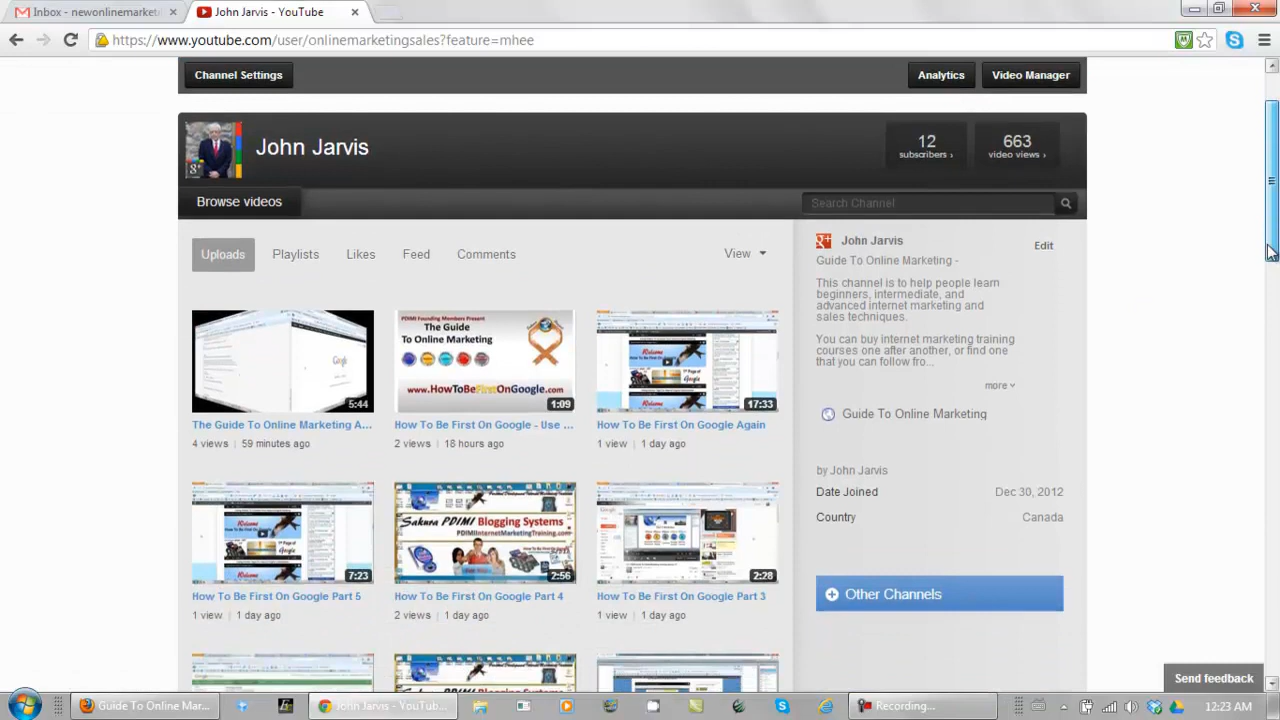 Inbox - newonlinemarketi
John Jarvis - YouTube
https://www.youtube.com/user/onlinemarketingsales?feature=mhee
Channel Settings
Analytics
Video Manager
John Jarvis
12
subscribers ›
663
video views ›
Browse videos
Search Channel
Uploads
Playlists
Likes
Feed
Comments
View
John Jarvis
Edit
Guide To Online Marketing -
This channel is to help people learn
beginners, intermediate, and
advanced internet marketing and
sales techniques.
You can buy internet marketing training
courses one after another, or find one
that you can follow fro...
more
Guide To Online Marketing
by John Jarvis
Date Joined
Dec 30, 2012
Country
Canada
Other Channels
Google
5:44
The Guide To Online Marketing A...
4 views | 59 minutes ago
PDIMI Founding Members Present
The Guide
To Online Marketing
www.HowToBeFirstOnGoogle.com
1:09
How To Be First On Google - Use ...
2 views | 18 hours ago
17:33
How To Be First On Google Again
1 view | 1 day ago
7:23
How To Be First On Google Part 5
1 view | 1 day ago
Sakura PDIMI Blogging Systems
PDIMIInternetMarketingTraining.com
2:56
How To Be First On Google Part 4
2 views | 1 day ago
2:28
How To Be First On Google Part 3
1 view | 1 day ago
Send feedback
Guide To Online Mar...
John Jarvis - YouTub...
Recording...
12:23 AM